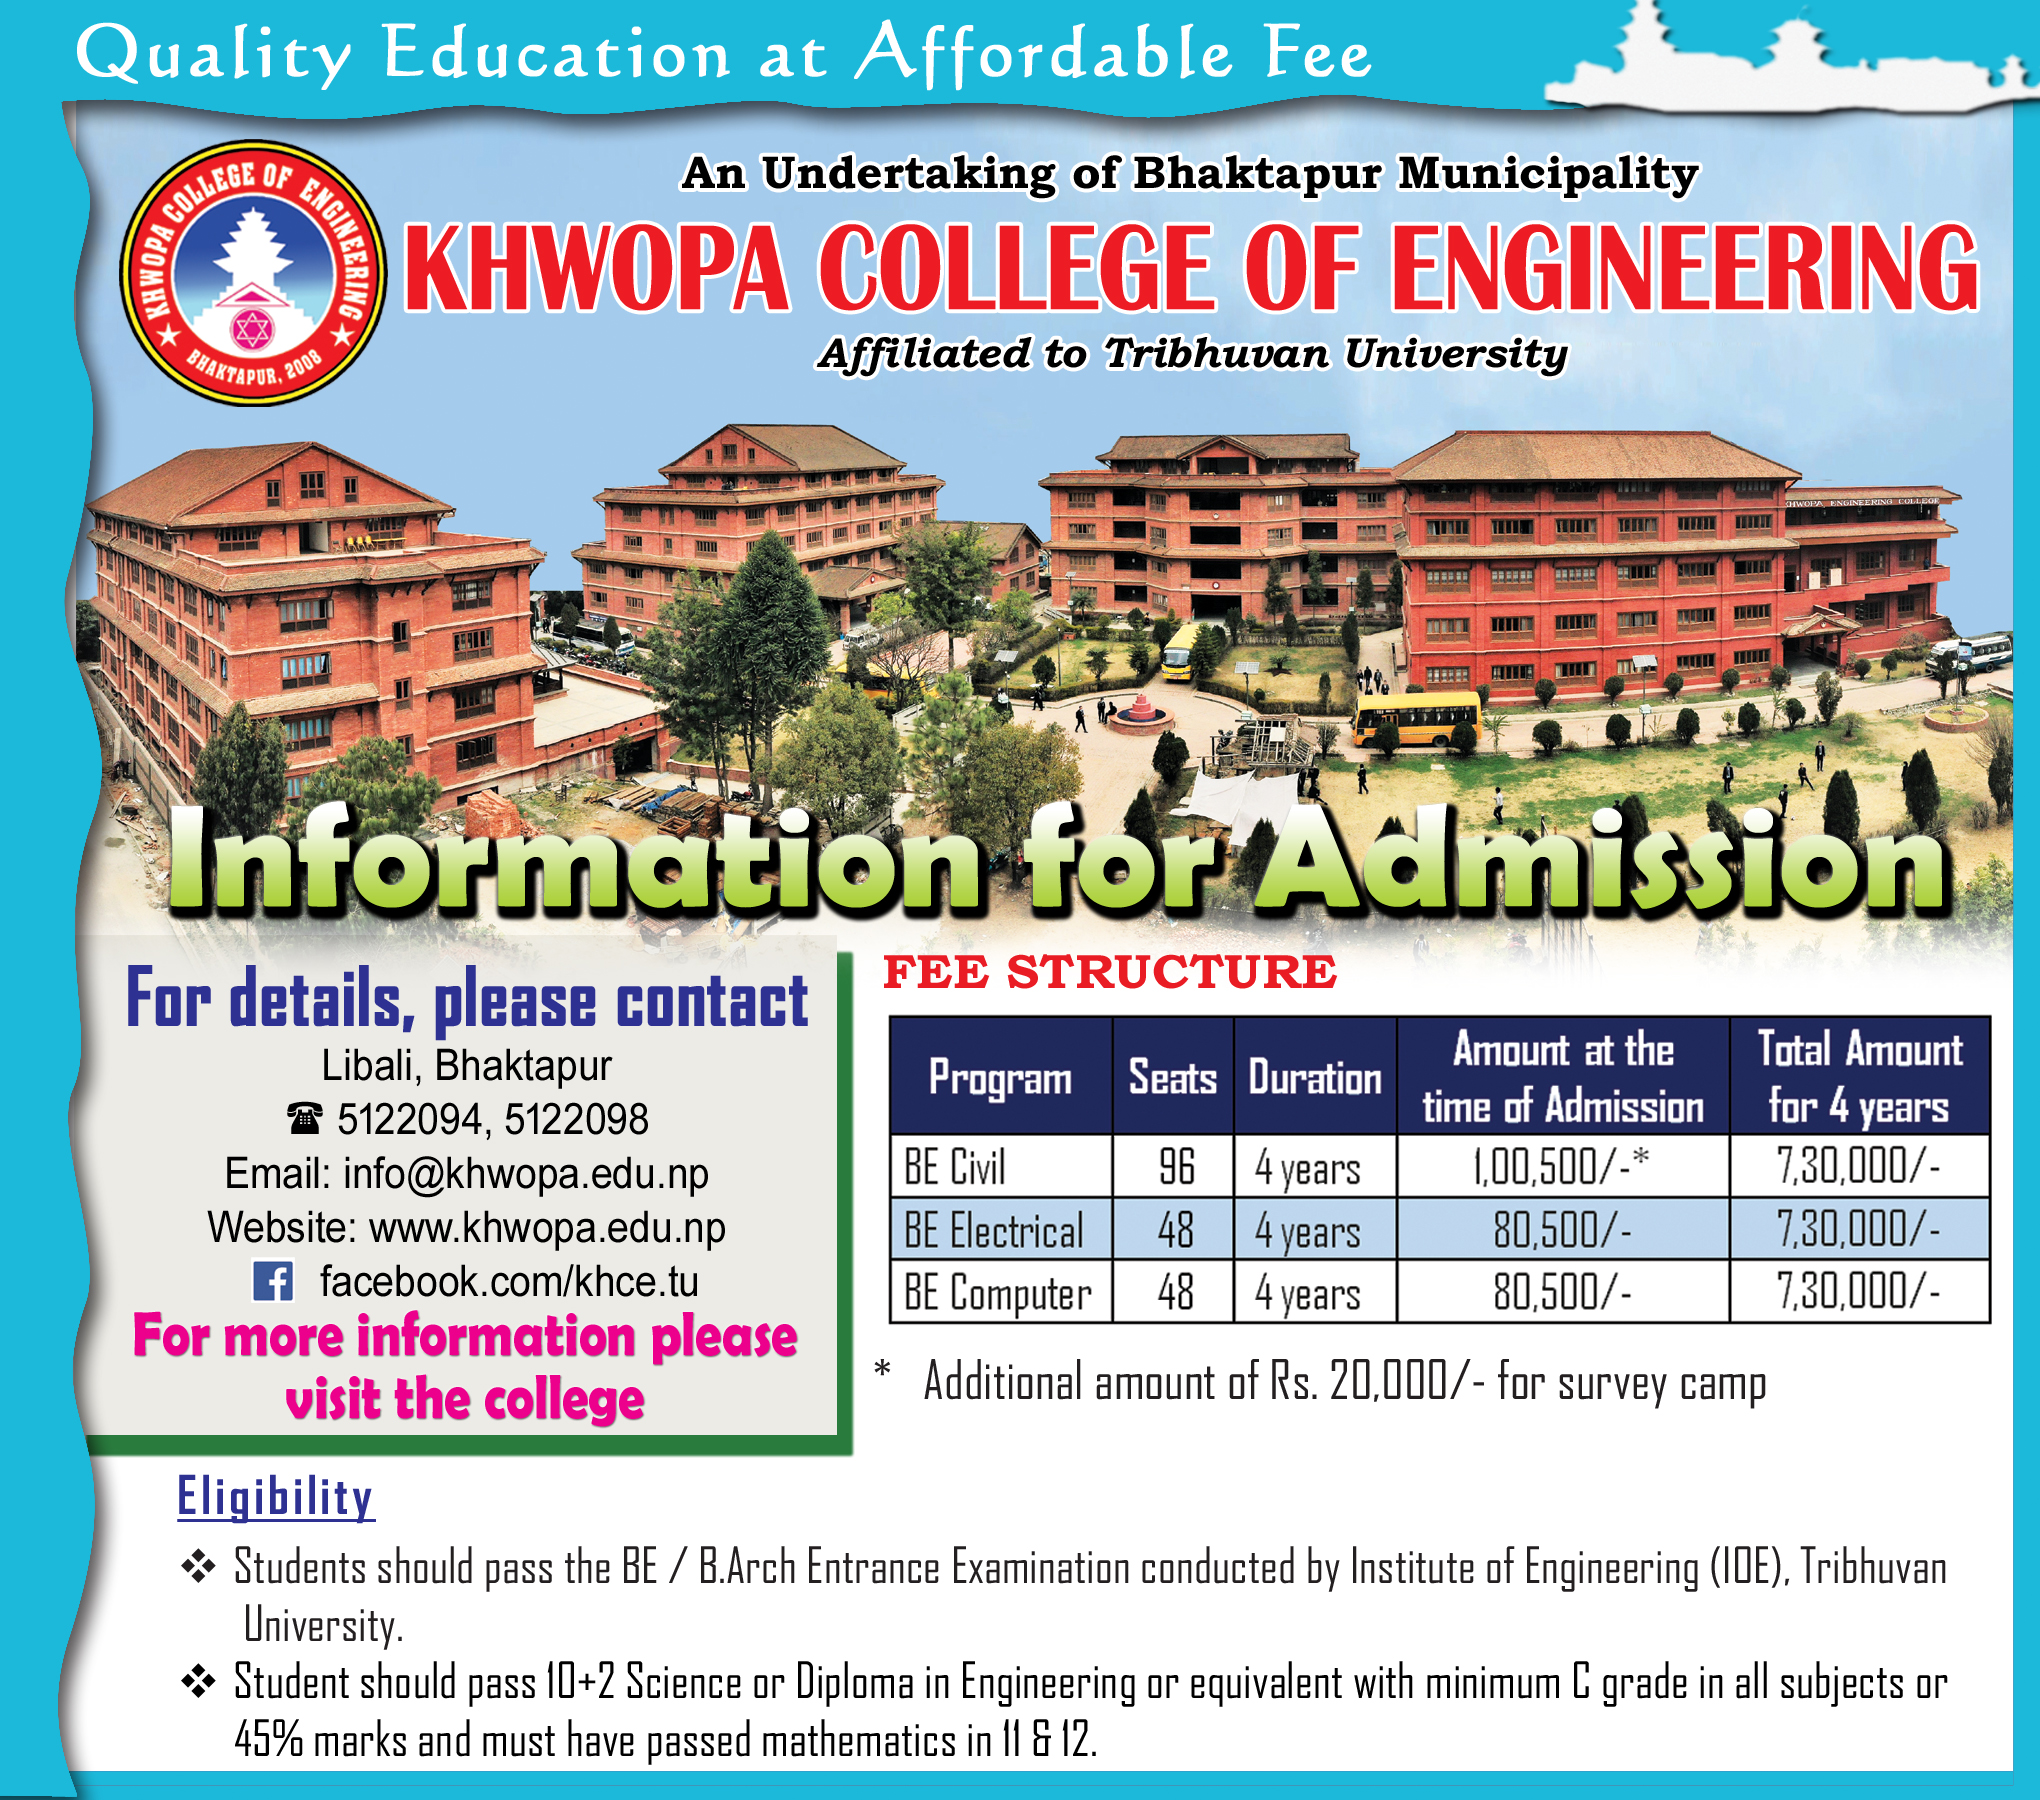 Quality Education at Affordable Fee
KHWOPA COLLEGE OF ENGINEERING
BHAKTAPUR, 2008
An Undertaking of Bhaktapur Municipality
KHWOPA COLLEGE OF ENGINEERING
Affiliated to Tribhuvan University
KHWOPA ENGINEERING COLLEGE
Information for Admission
For details, please contact
Libali, Bhaktapur
☎ 5122094, 5122098
Email: info@khwopa.edu.np
Website: www.khwopa.edu.np
f facebook.com/khce.tu
For more information please
visit the college
FEE STRUCTURE
Program Seats Duration Amount at the time of Admission Total Amount for 4 years
BE Civil 96 4 years 1,00,500/-* 7,30,000/-
BE Electrical 48 4 years 80,500/- 7,30,000/-
BE Computer 48 4 years 80,500/- 7,30,000/-
* Additional amount of Rs. 20,000/- for survey camp
Eligibility
❖ Students should pass the BE / B.Arch Entrance Examination conducted by Institute of Engineering (IOE), Tribhuvan
University.
❖ Student should pass 10+2 Science or Diploma in Engineering or equivalent with minimum C grade in all subjects or
45% marks and must have passed mathematics in 11 & 12.